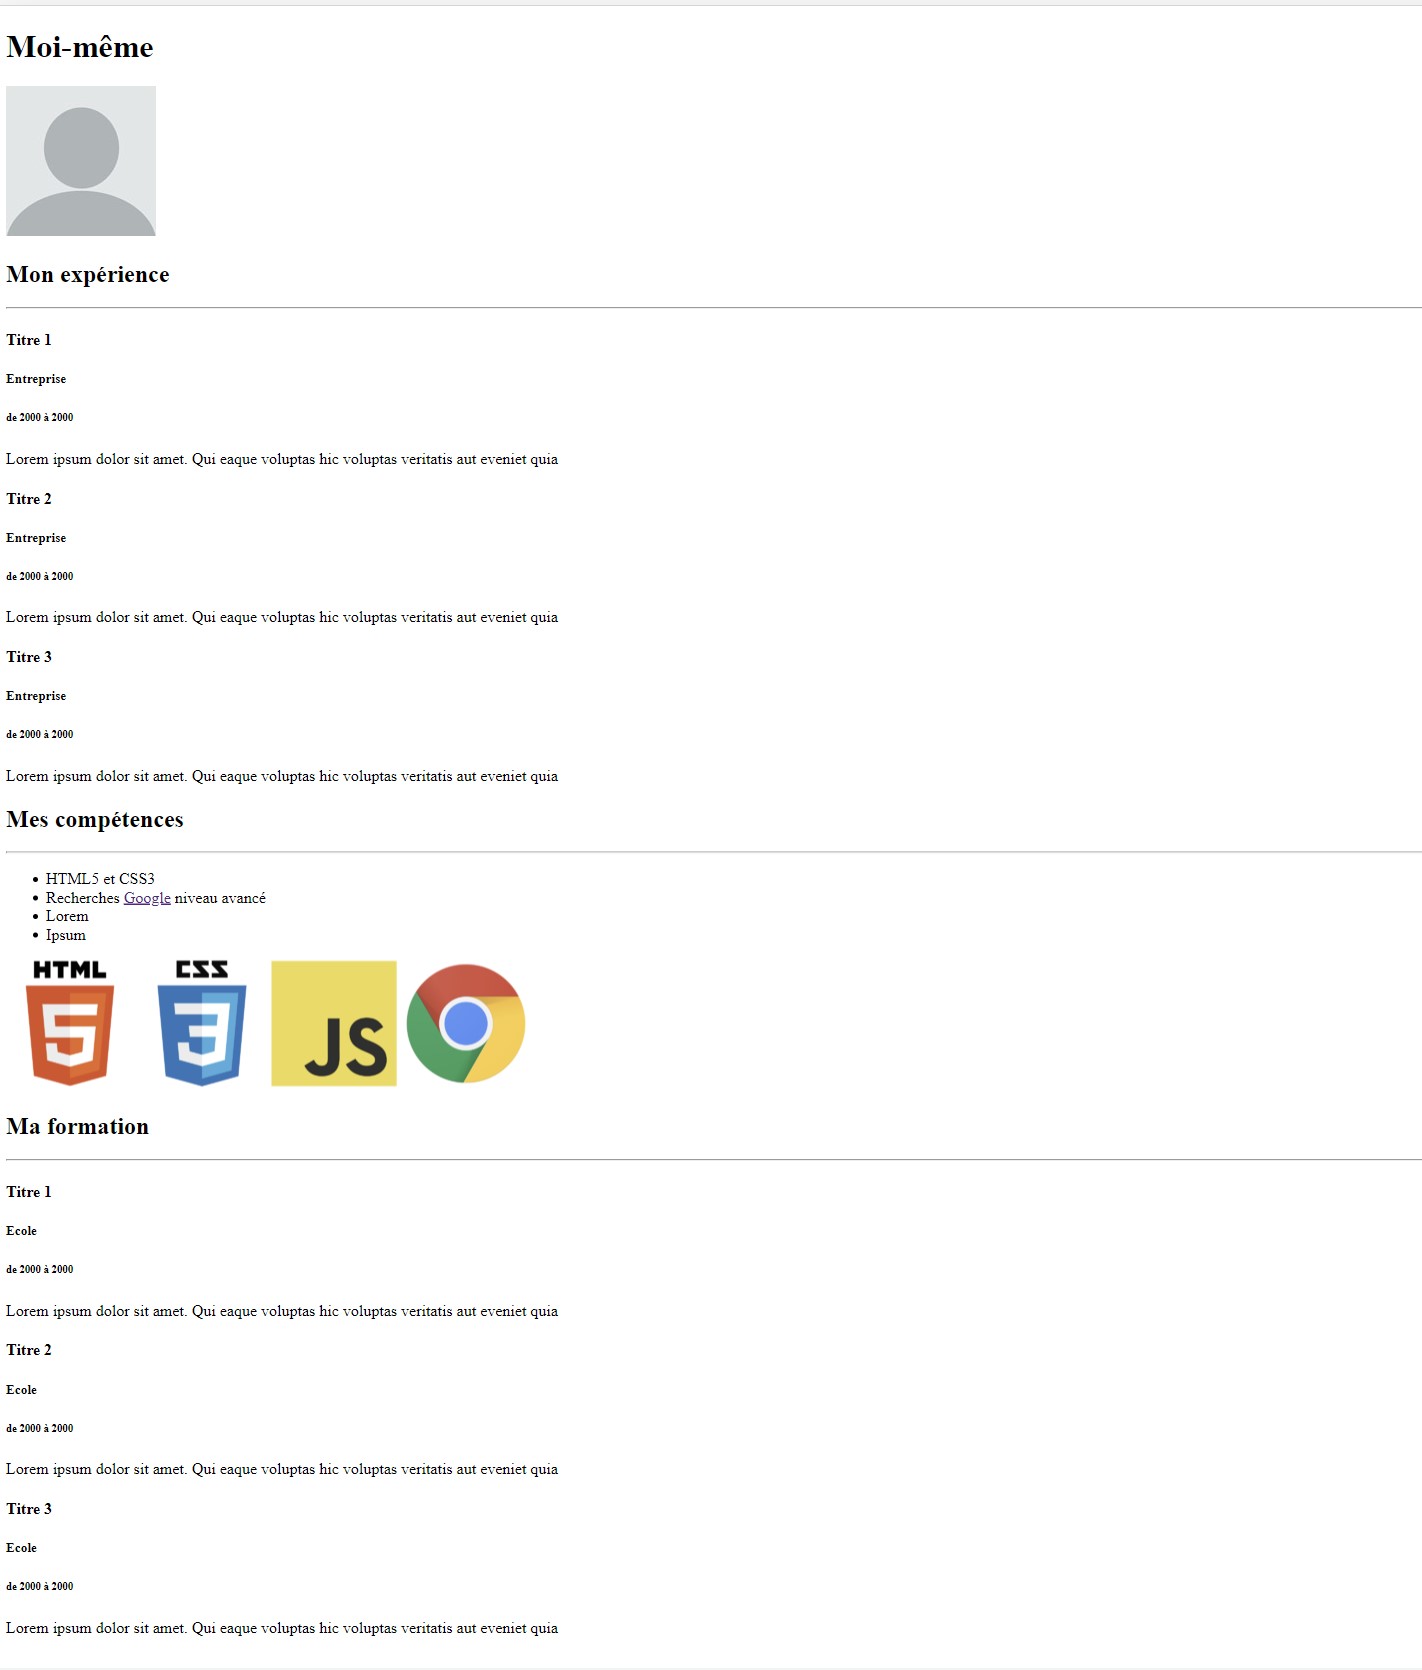 Moi-même
Mon expérience
Titre 1
Entreprise
de 2000 à 2000
Lorem ipsum dolor sit amet. Qui eaque voluptas hic voluptas veritatis aut eveniet quia
Titre 2
Entreprise
de 2000 à 2000
Lorem ipsum dolor sit amet. Qui eaque voluptas hic voluptas veritatis aut eveniet quia
Titre 3
Entreprise
de 2000 à 2000
Lorem ipsum dolor sit amet. Qui eaque voluptas hic voluptas veritatis aut eveniet quia
Mes compétences
HTML5 et CSS3
Recherches Google niveau avancé
Lorem
Ipsum
HTML CSS
5 3 JS
Ma formation
Titre 1
Ecole
de 2000 à 2000
Lorem ipsum dolor sit amet. Qui eaque voluptas hic voluptas veritatis aut eveniet quia
Titre 2
Ecole
de 2000 à 2000
Lorem ipsum dolor sit amet. Qui eaque voluptas hic voluptas veritatis aut eveniet quia
Titre 3
Ecole
de 2000 à 2000
Lorem ipsum dolor sit amet. Qui eaque voluptas hic voluptas veritatis aut eveniet quia